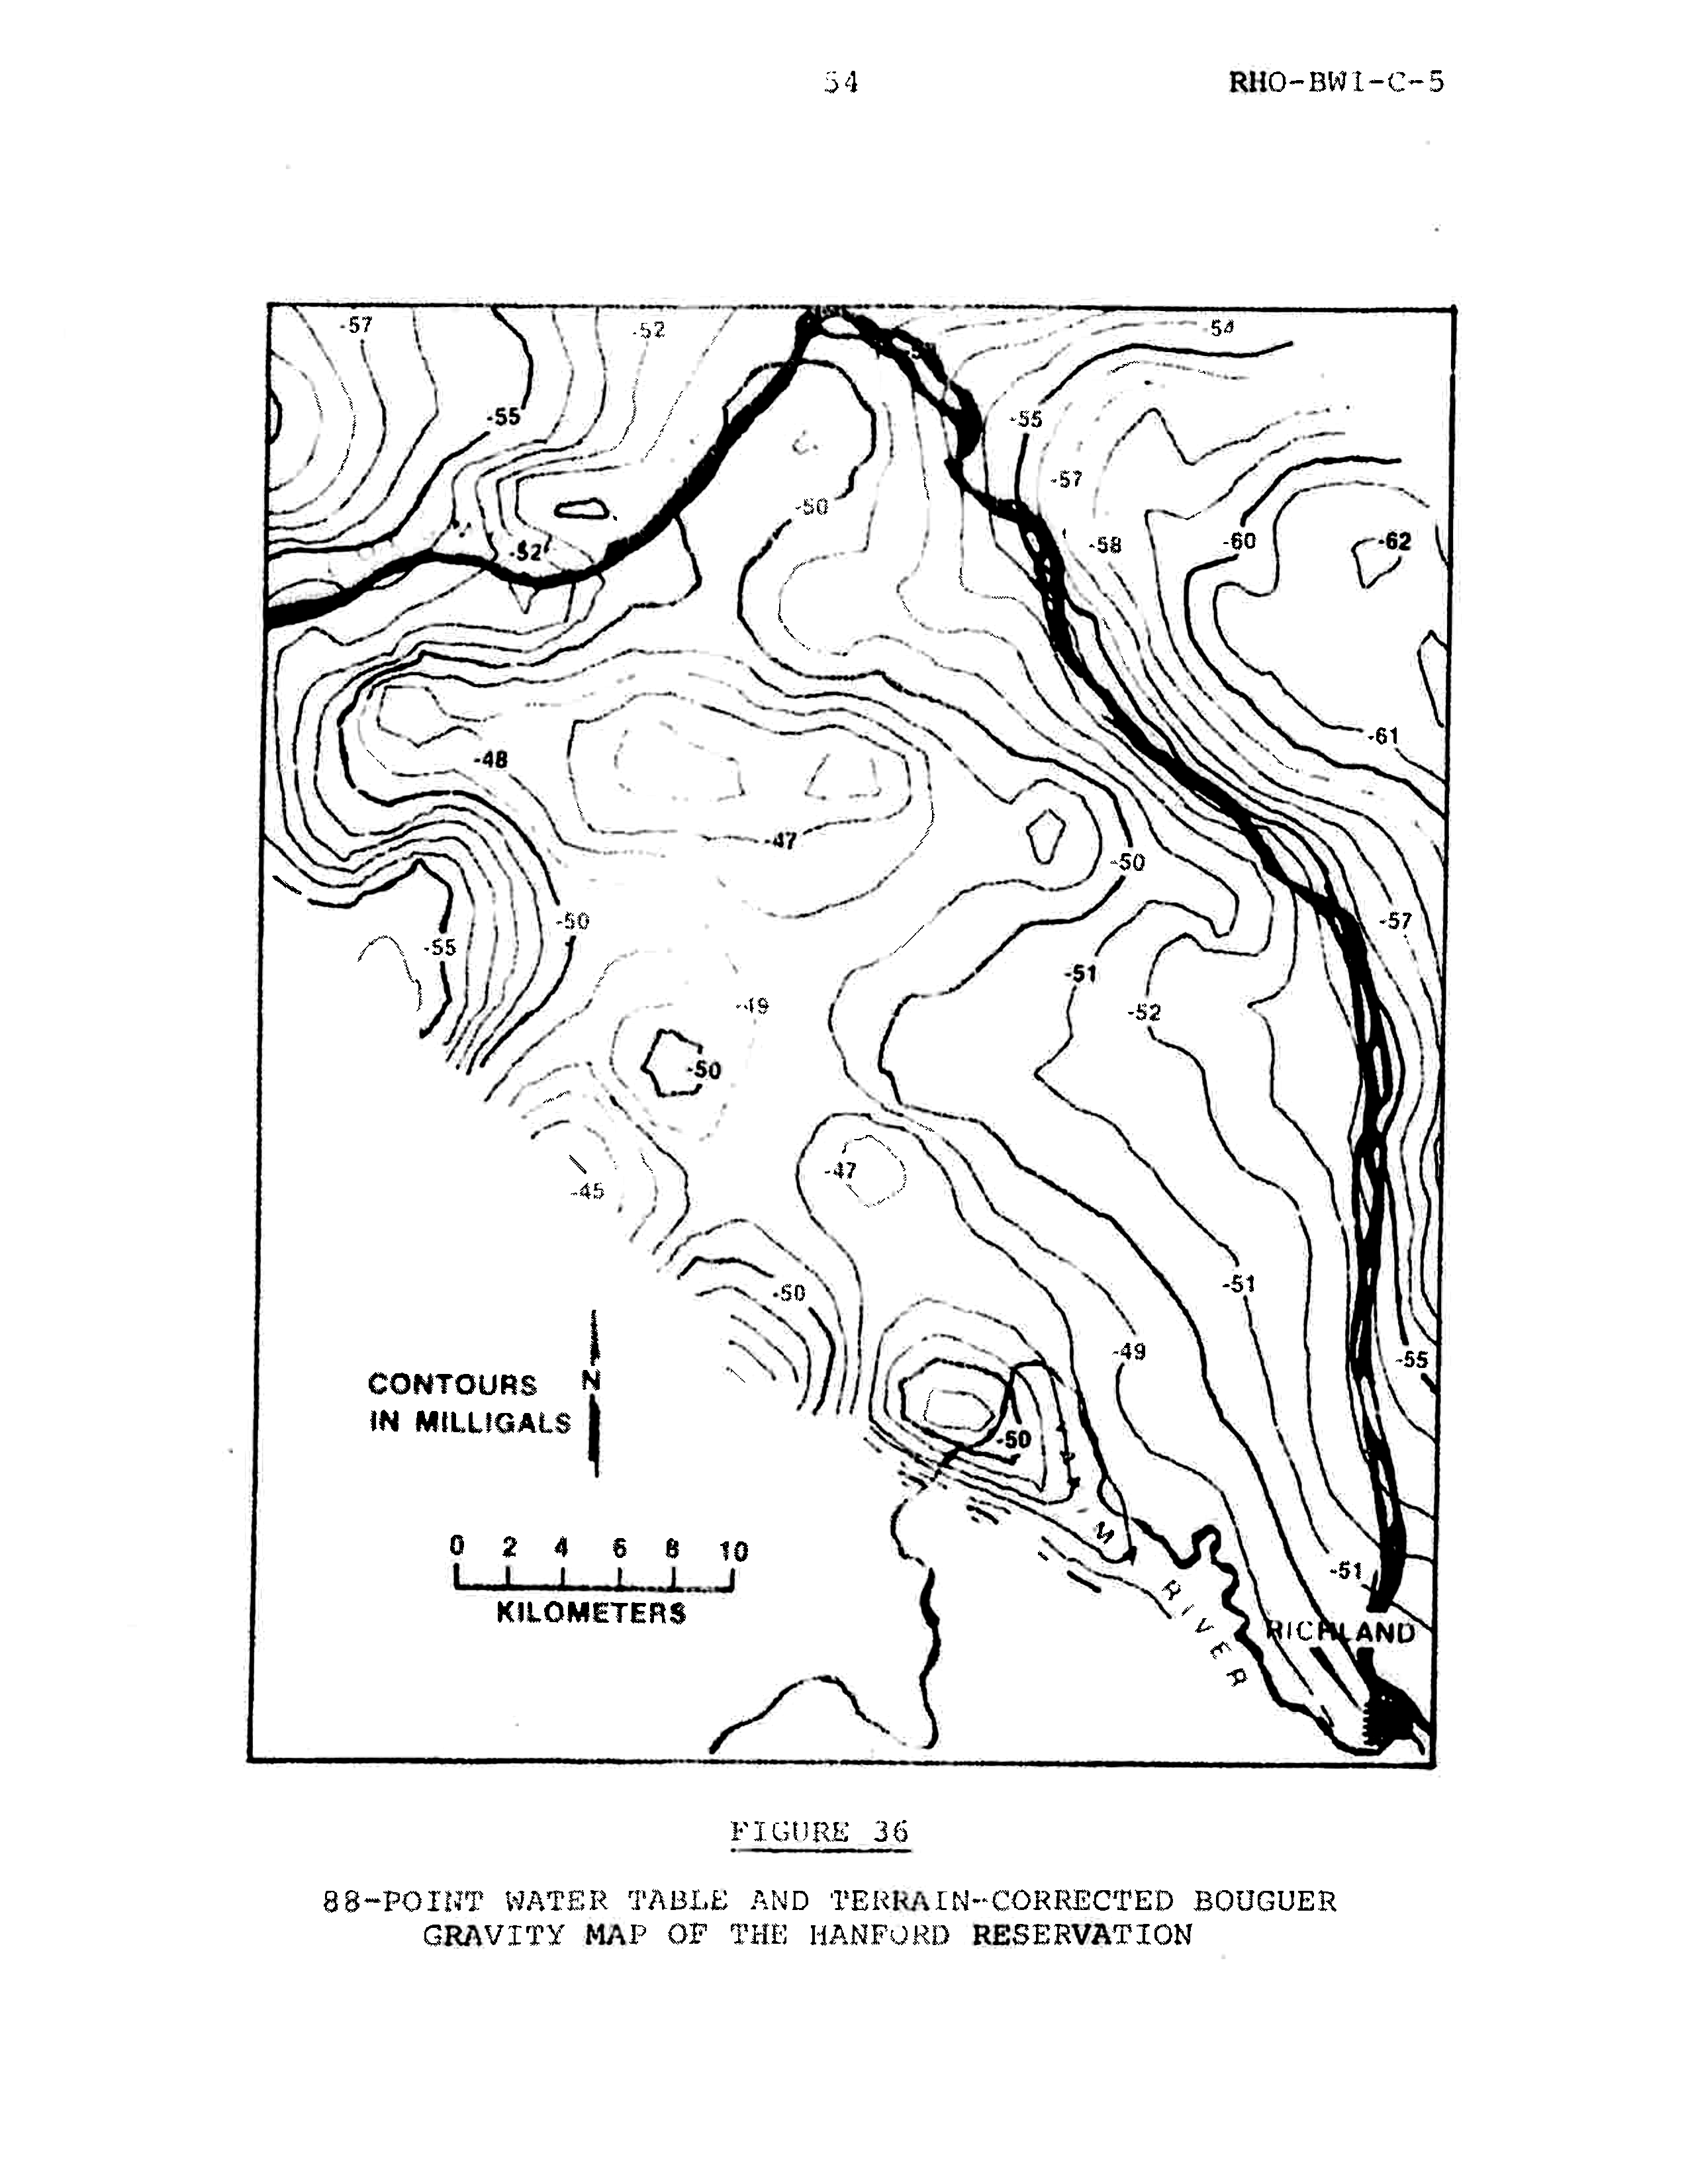 54
RHO-BWI-C-5
-57
-52
-54
-55
-55
-57
-50
-52
-58
-60
-62
-61
-48
-47
-50
-50
-57
-55
-51
-49
-52
-50
-47
-45
-51
-50
-49
-55
CONTOURS
IN MILLIGALS
N
-50
M
0 2 4 6 8 10
KILOMETERS
-51
RIVER
RICHLAND
FIGURE 36
88-POINT WATER TABLE AND TERRAIN-CORRECTED BOUGUER
GRAVITY MAP OF THE HANFORD RESERVATION